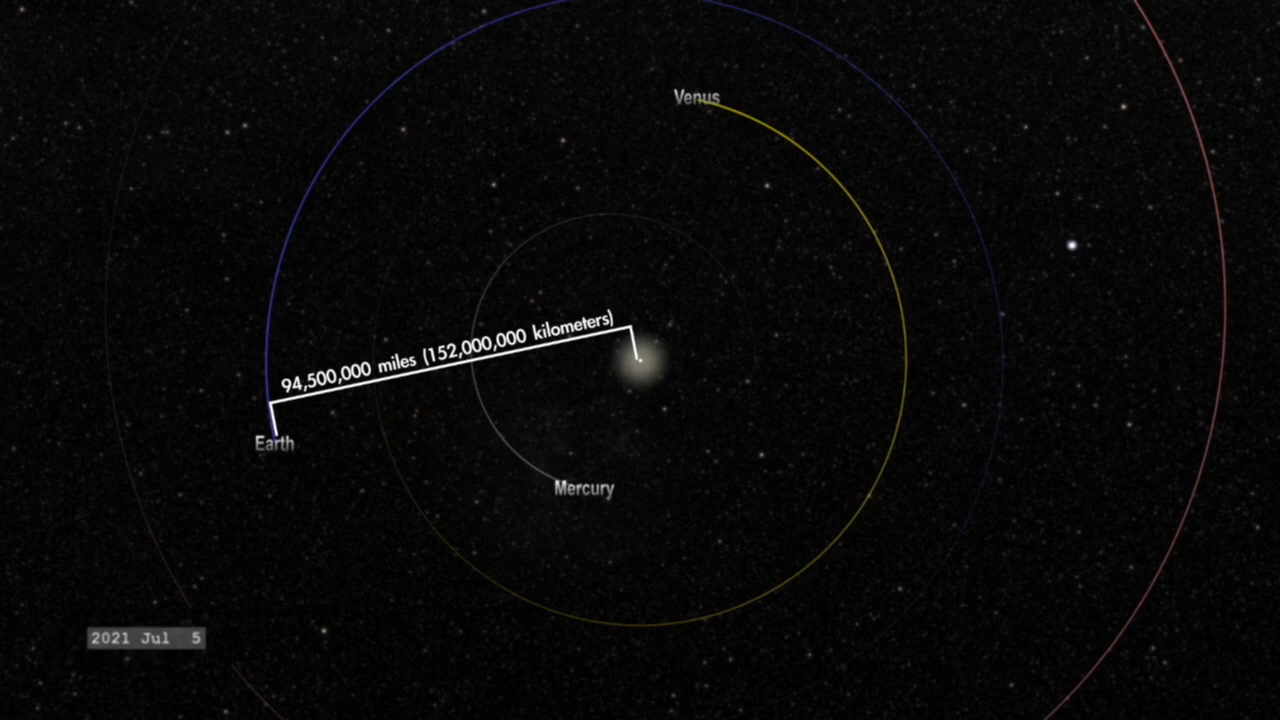 Venus
94,500,000 miles (152,000,000 kilometers)
Earth
Mercury
2021 Jul 5